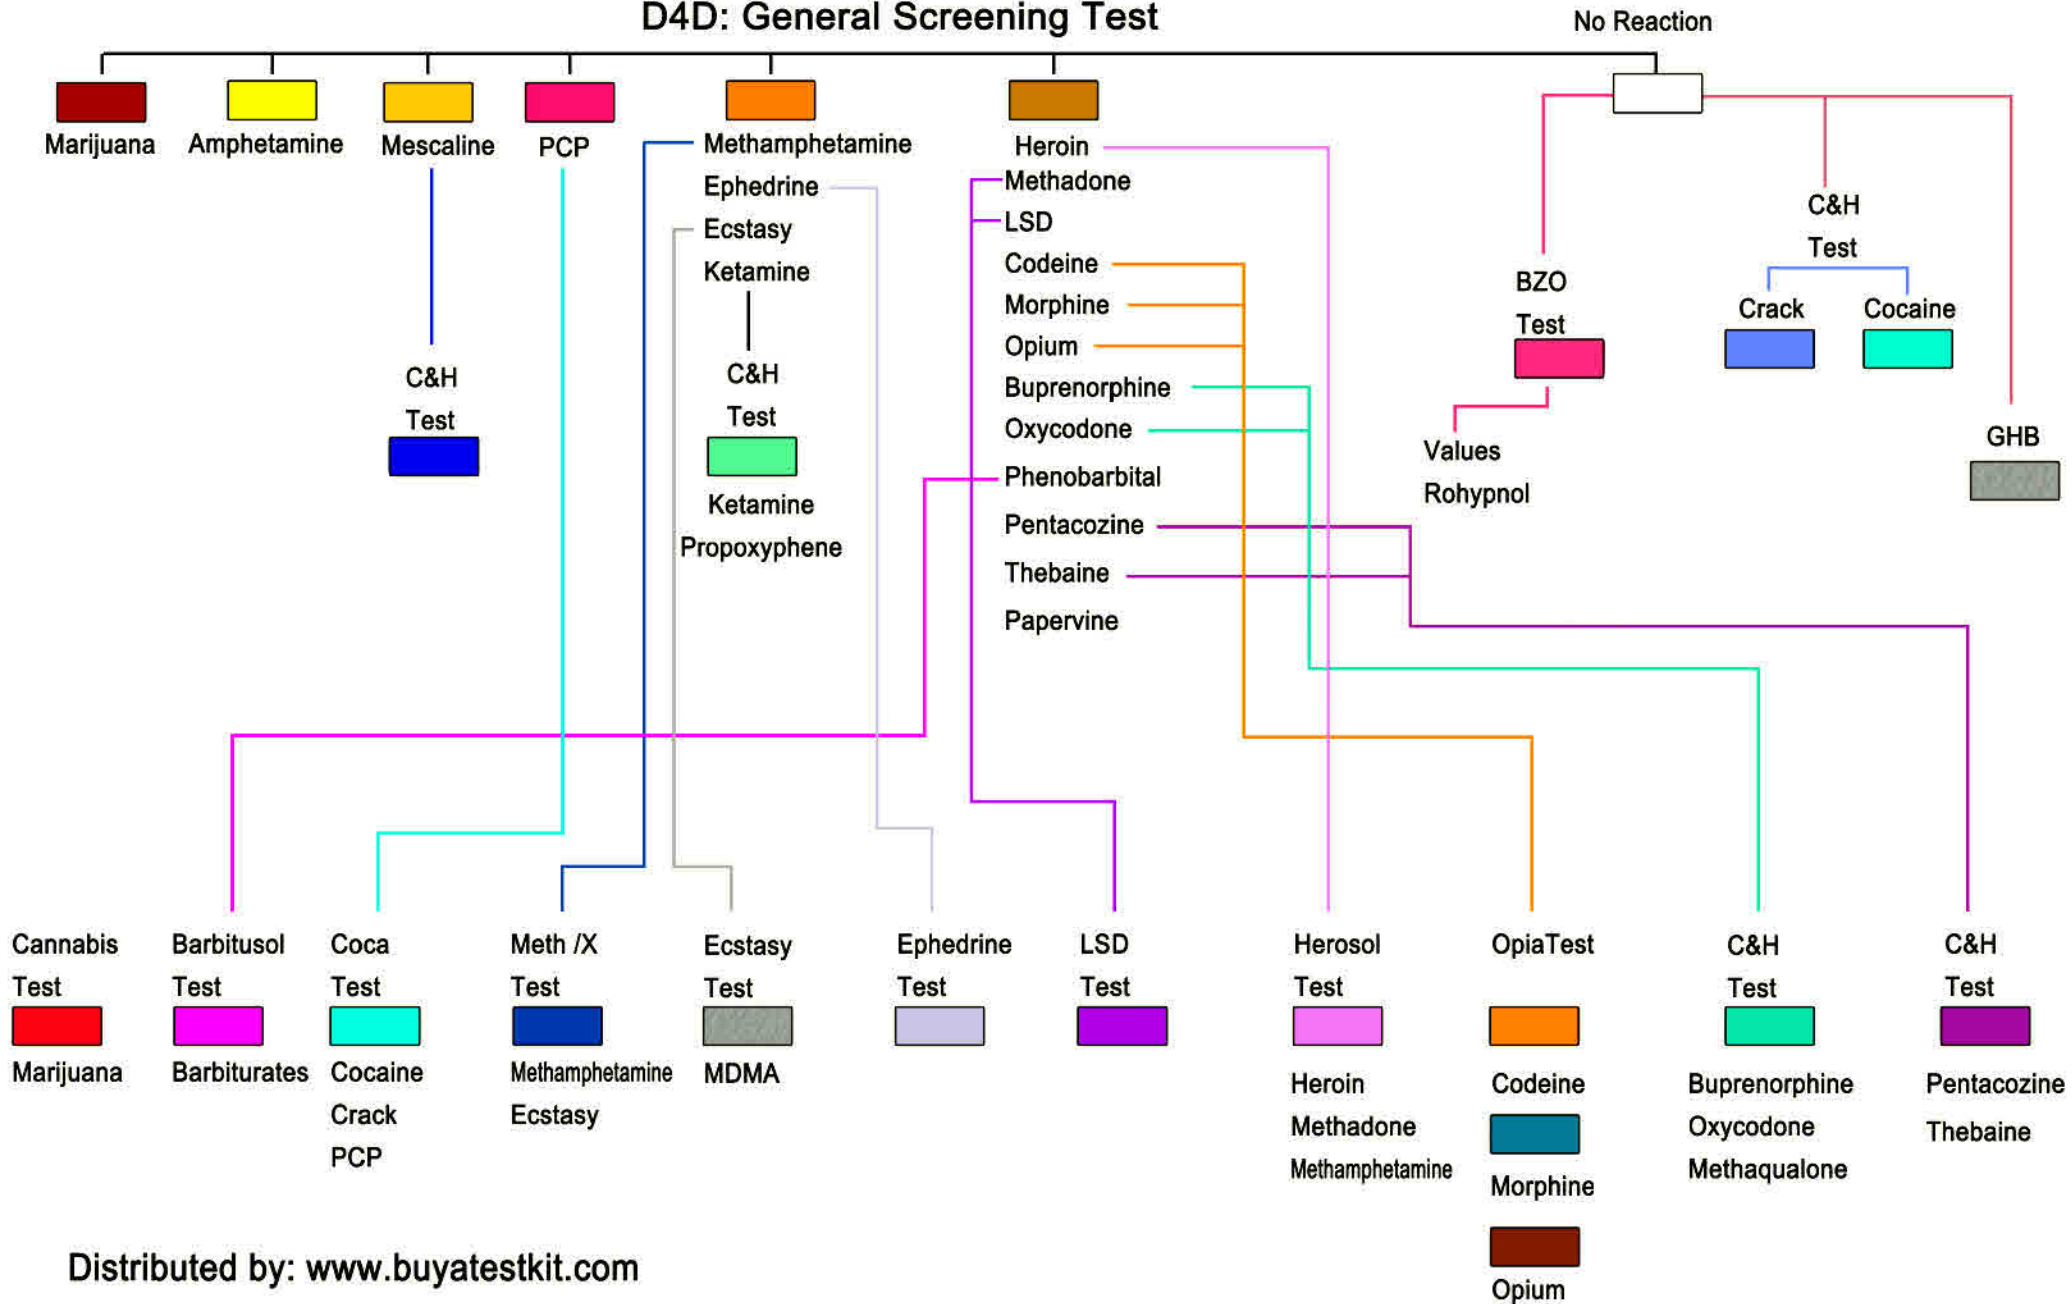 D4D: General Screening Test
No Reaction
Marijuana
Amphetamine
Mescaline
PCP
Methamphetamine
Ephedrine
Ecstasy
Ketamine
Heroin
Methadone
LSD
Codeine
Morphine
Opium
Buprenorphine
Oxycodone
Phenobarbital
Pentacozine
Thebaine
Papervine
C&H
Test
C&H
Test
Ketamine
Propoxyphene
BZO
Test
Values
Rohypnol
C&H
Test
Crack
Cocaine
GHB
Cannabis
Test
Marijuana
Barbitusol
Test
Barbiturates
Coca
Test
Cocaine
Crack
PCP
Meth /X
Test
Methamphetamine
Ecstasy
Ecstasy
Test
MDMA
Ephedrine
Test
LSD
Test
Herosol
Test
Heroin
Methadone
Methamphetamine
OpiaTest
Codeine
Morphine
Opium
C&H
Test
Buprenorphine
Oxycodone
Methaqualone
C&H
Test
Pentacozine
Thebaine
Distributed by: www.buyatestkit.com